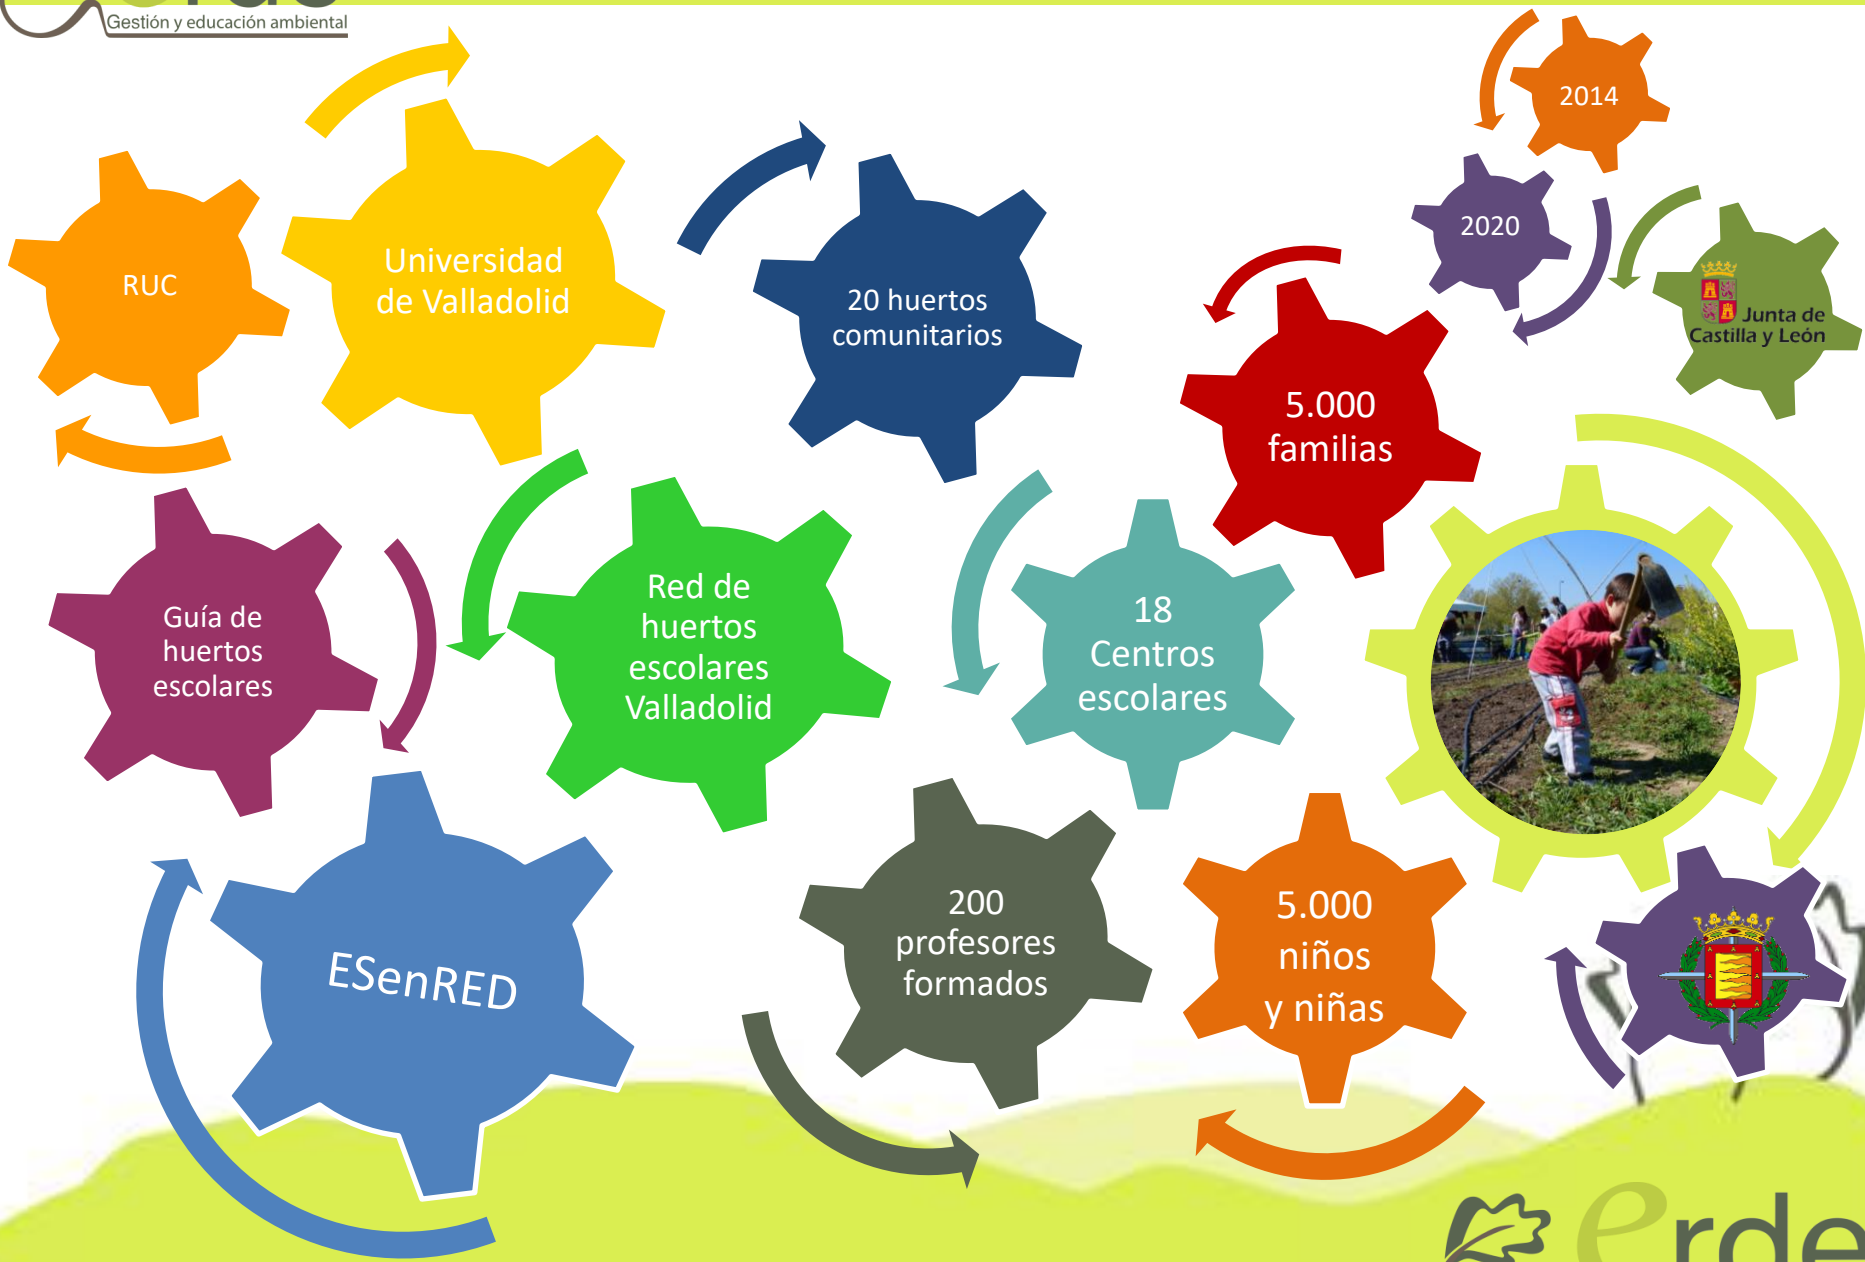 Gestión y educación ambiental
2014
2020
Junta de
Castilla y León
RUC
Universidad
de Valladolid
20 huertos
comunitarios
5.000
familias
Guía de
huertos
escolares
Red de
huertos
escolares
Valladolid
18
Centros
escolares
ESenRED
200
profesores
formados
5.000
niños
y niñas
erde